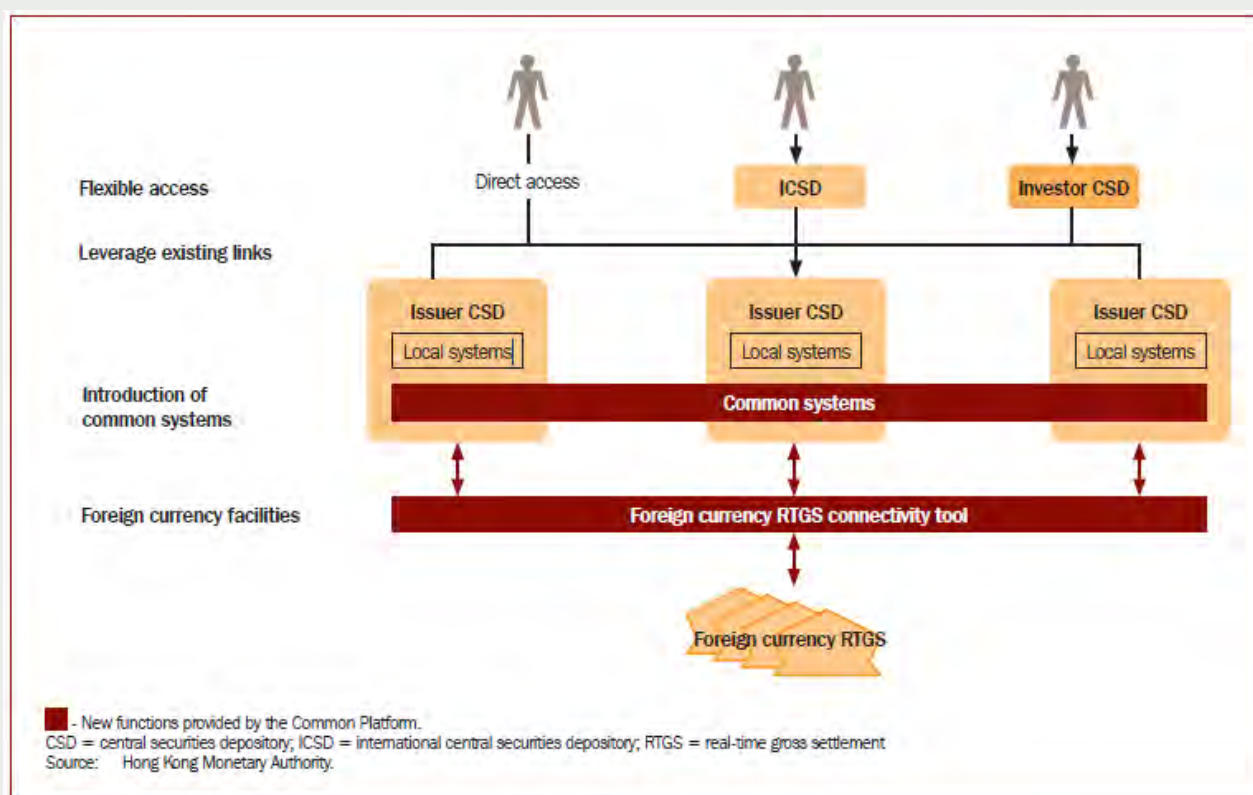 Flexible access
Direct access
ICSD
Investor CSD
Leverage existing links
Issuer CSD
Issuer CSD
Issuer CSD
Local systems
Local systems
Local systems
Introduction of
common systems
Common systems
Foreign currency facilities
Foreign currency RTGS connectivity tool
Foreign currency RTGS
- New functions provided by the Common Platform.
CSD = central securities depository; ICSD = international central securities depository; RTGS = real-time gross settlement
Source: Hong Kong Monetary Authority.